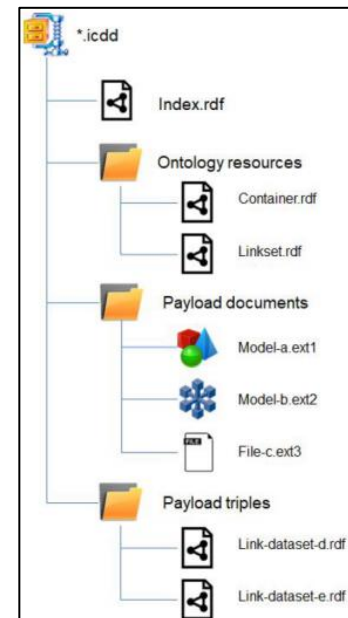 *.icdd
Index.rdf
Ontology resources
Container.rdf
Linkset.rdf
Payload documents
Model-a.ext1
Model-b.ext2
FILE
File-c.ext3
Payload triples
Link-dataset-d.rdf
Link-dataset-e.rdf